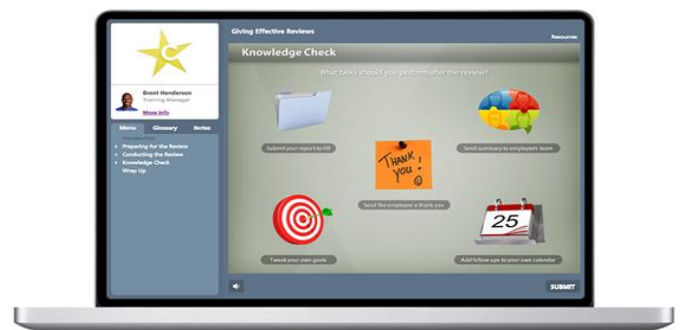 Giving Effective Reviews
Resources
Brent Henderson
Training Manager
More info
Menu
Glossary
Notes
Introduction
Preparing for the Review
Conducting the Review
Knowledge Check
Wrap Up
Knowledge Check
What tasks should you perform after the review?
Submit your report to HR
Send summary to employee's team
THANK
YOU!
Send the employee a thank you
25
Tweak your own goals
Add follow-ups to your own calendar
SUBMIT